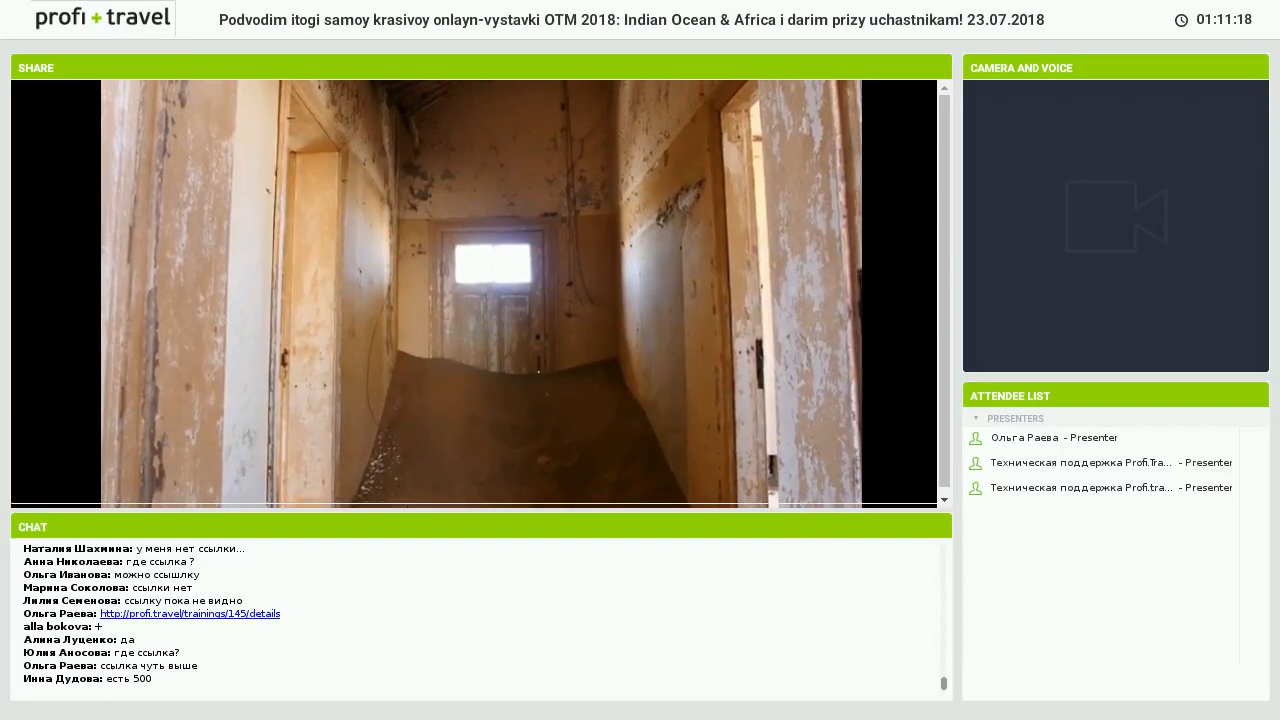 profi + travel
Podvodim itogi samoy krasivoy onlayn-vystavki OTM 2018: Indian Ocean & Africa i darim prizy uchastnikam! 23.07.2018
01:11:18
SHARE
CAMERA AND VOICE
ATTENDEE LIST
PRESENTERS
Ольга Раева - Presenter
Техническая поддержка Profi.Tra... - Presenter
Техническая поддержка Profi.tra... - Presenter
CHAT
Наталия Шахмина: у меня нет ссылки...
Анна Николаева: где ссылка ?
Ольга Иванова: можно ссышлку
Марина Соколова: ссылки нет
Лилия Семенова: ссылку пока не видно
Ольга Раева: http://profi.travel/trainings/145/details
alla bokova: +
Алина Луценко: да
Юлия Аносова: где ссылка?
Ольга Раева: ссылка чуть выше
Инна Дудова: есть 500